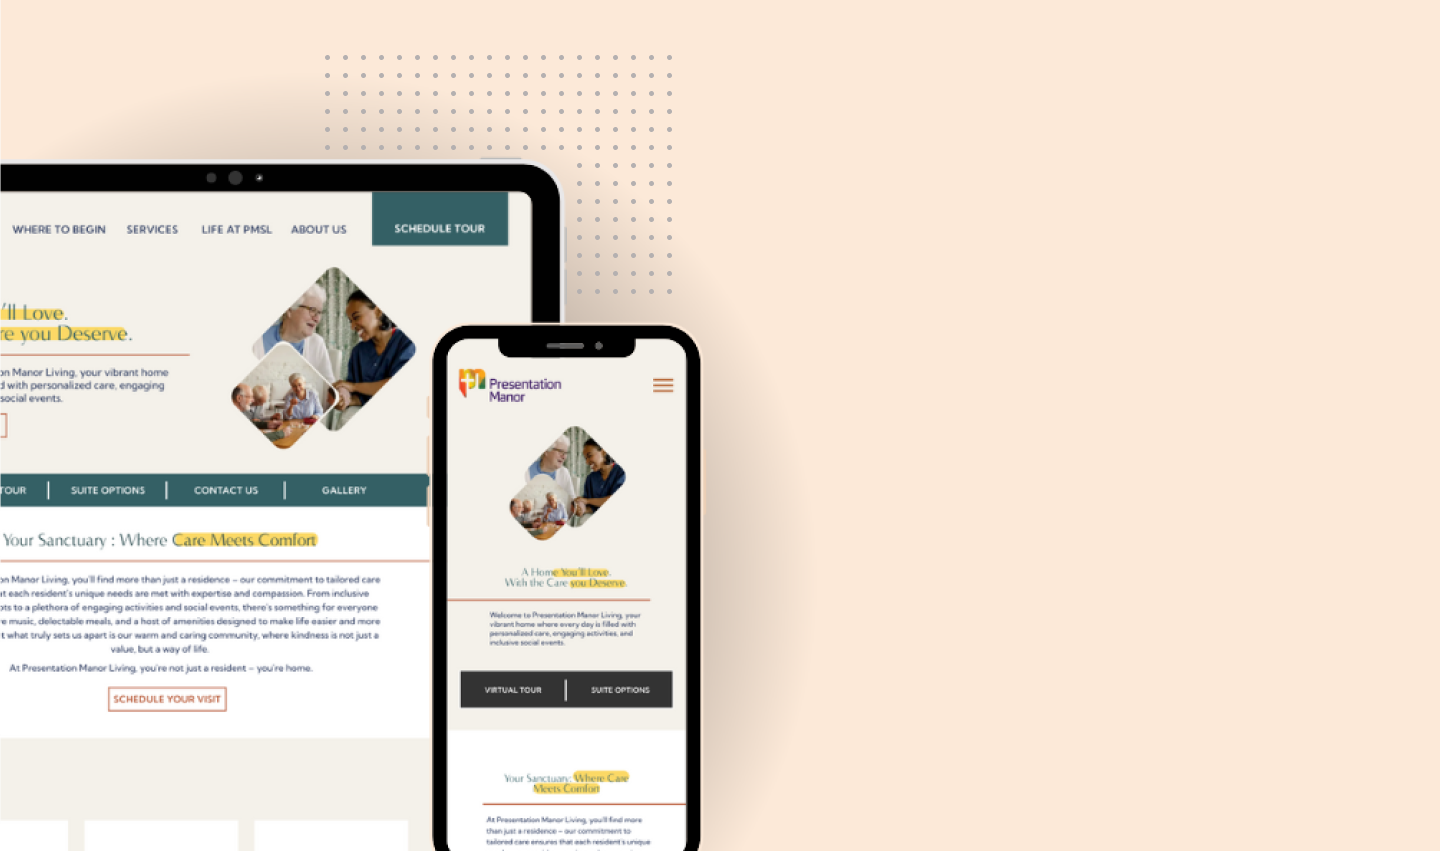 WHERE TO BEGIN SERVICES LIFE AT PMSL ABOUT US SCHEDULE TOUR
'll Love.
re you Deserve.
on Manor Living, your vibrant home
d with personalized care, engaging
social events.
TOUR SUITE OPTIONS CONTACT US GALLERY
Your Sanctuary : Where Care Meets Comfort
on Manor Living, you'll find more than just a residence – our commitment to tailored care
at each resident's unique needs are met with expertise and compassion. From inclusive
pts to a plethora of engaging activities and social events, there's something for everyone
e music, delectable meals, and a host of amenities designed to make life easier and more
t what truly sets us apart is our warm and caring community, where kindness is not just a
value, but a way of life.
At Presentation Manor Living, you're not just a resident – you're home.
SCHEDULE YOUR VISIT
Presentation
Manor
A Home You'll Love.
With the Care you Deserve.
Welcome to Presentation Manor Living, your
vibrant home where every day is filled with
personalized care, engaging activities, and
inclusive social events.
VIRTUAL TOUR SUITE OPTIONS
Your Sanctuary: Where Care
Meets Comfort
At Presentation Manor Living, you'll find more
than just a residence – our commitment to
tailored care ensures that each resident's unique